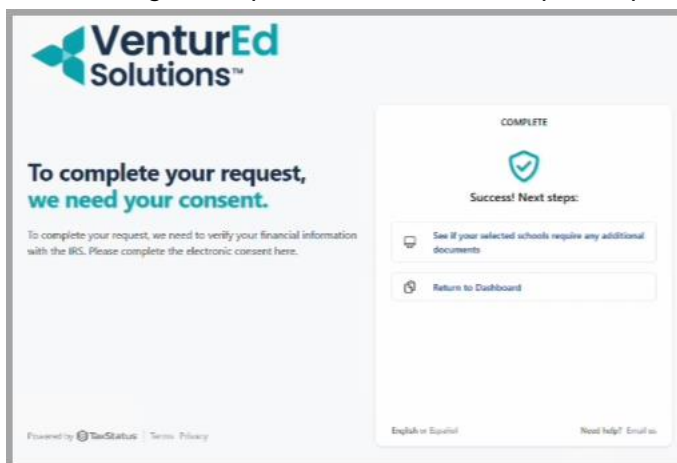 VenturEd
Solutions™
To complete your request,
we need your consent.
To complete your request, we need to verify your financial information
with the IRS. Please complete the electronic consent here.
COMPLETE
Success! Next steps:
See if your selected schools require any additional
documents
Return to Dashboard
Powered by TaxStatus | Terms Privacy
English or Español
Need help? Email us